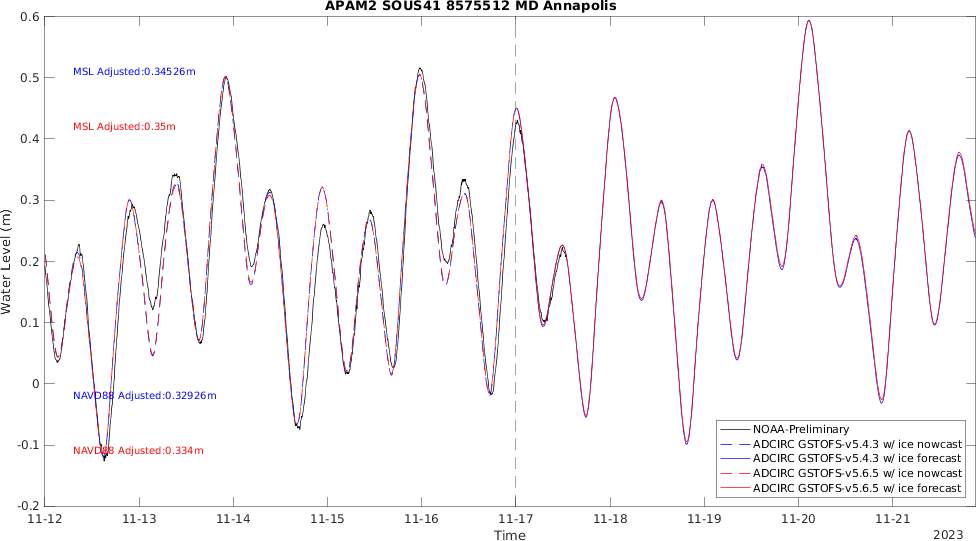 APAM2 SOUS41 8575512 MD Annapolis
0.6
0.5
0.4
0.3
0.2
0.1
0
-0.1
-0.2
Water Level (m)
MSL Adjusted:0.34526m
MSL Adjusted:0.35m
NAVD88 Adjusted:0.32926m
NAVD88 Adjusted:0.334m
NOAA-Preliminary
ADCIRC GSTOFS-v5.4.3 w/ ice nowcast
ADCIRC GSTOFS-v5.4.3 w/ ice forecast
ADCIRC GSTOFS-v5.6.5 w/ ice nowcast
ADCIRC GSTOFS-v5.6.5 w/ ice forecast
11-12 11-13 11-14 11-15 11-16 11-17 11-18 11-19 11-20 11-21
Time
2023